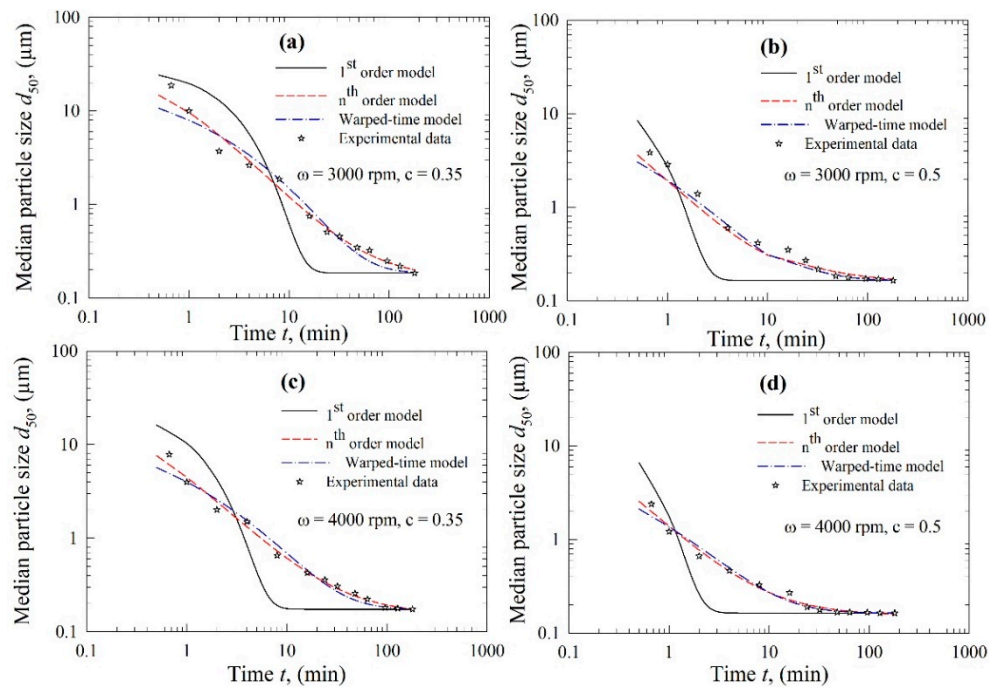 (a)
1st order model
nth order model
Warped-time model
Experimental data
ω = 3000 rpm, c = 0.35
Median particle size d50, (μm)
100
10
1
0.1
0.1 1 10 100 1000
Time t, (min)
(b)
1st order model
nth order model
Warped-time model
Experimental data
ω = 3000 rpm, c = 0.5
Median particle size d50, (μm)
100
10
1
0.1
0.1 1 10 100 1000
Time t, (min)
(c)
1st order model
nth order model
Warped-time model
Experimental data
ω = 4000 rpm, c = 0.35
Median particle size d50, (μm)
100
10
1
0.1
0.1 1 10 100 1000
Time t, (min)
(d)
1st order model
nth order model
Warped-time model
Experimental data
ω = 4000 rpm, c = 0.5
Median particle size d50, (μm)
100
10
1
0.1
0.1 1 10 100 1000
Time t, (min)